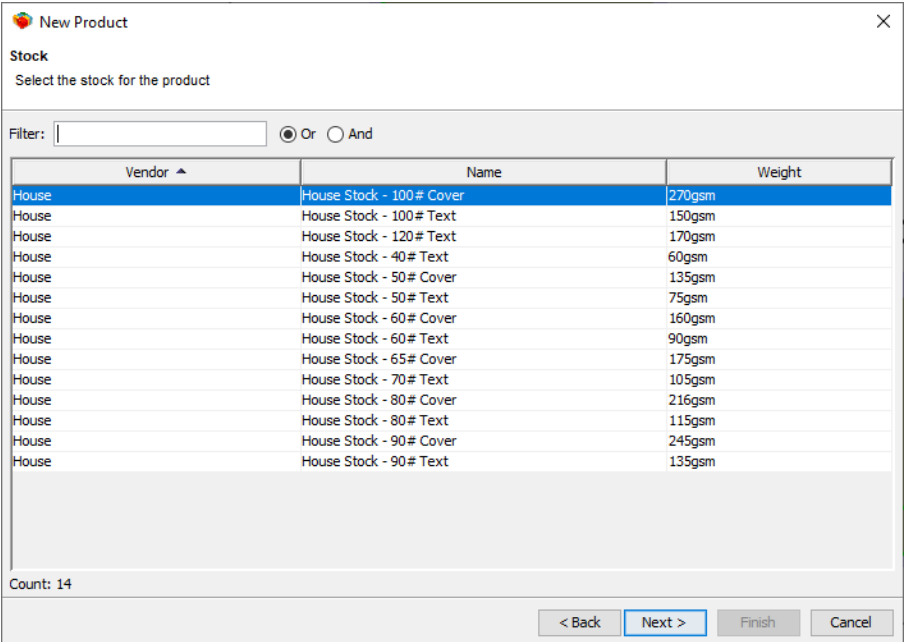 New Product
Stock
Select the stock for the product
Filter: Or And
Vendor Name Weight
House House Stock - 100# Cover 270gsm
House House Stock - 100# Text 150gsm
House House Stock - 120# Text 170gsm
House House Stock - 40# Text 60gsm
House House Stock - 50# Cover 135gsm
House House Stock - 50# Text 75gsm
House House Stock - 60# Cover 160gsm
House House Stock - 60# Text 90gsm
House House Stock - 65# Cover 175gsm
House House Stock - 70# Text 105gsm
House House Stock - 80# Cover 216gsm
House House Stock - 80# Text 115gsm
House House Stock - 90# Cover 245gsm
House House Stock - 90# Text 135gsm
Count: 14
< Back Next > Finish Cancel